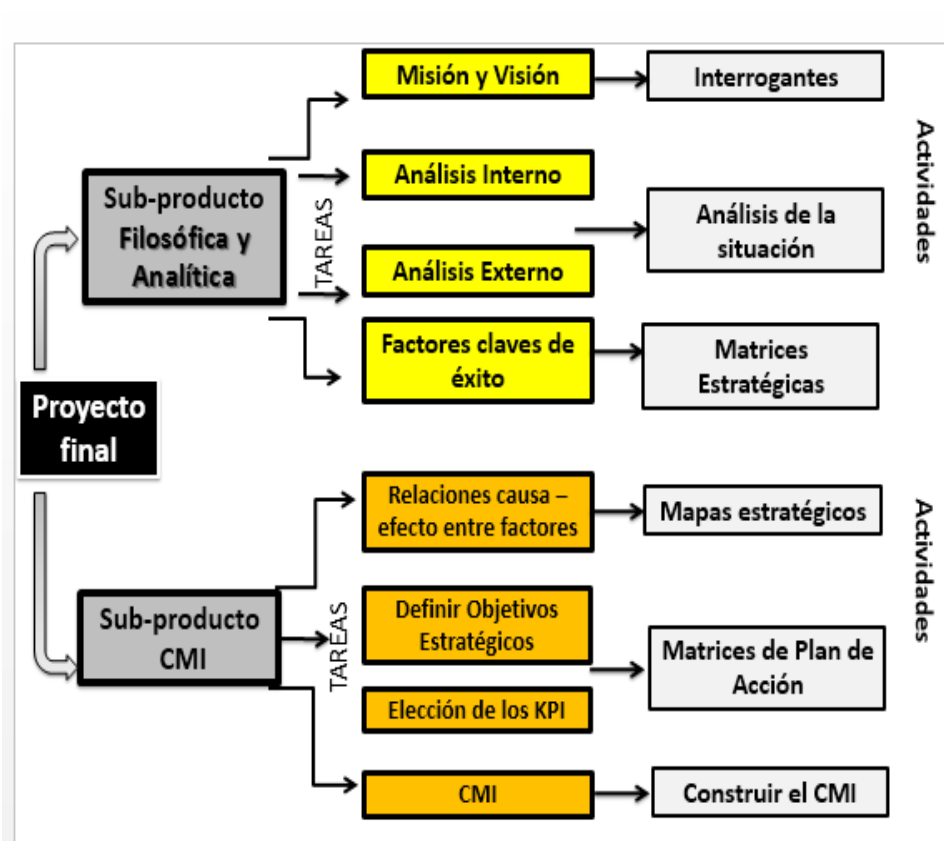 Misión y Visión
Interrogantes
Análisis Interno
Sub-producto
Filosófica y
Analítica
TAREAS
Análisis de la
situación
Actividades
Análisis Externo
Factores claves de
éxito
Matrices
Estratégicas
Proyecto
final
Relaciones causa –
efecto entre factores
Mapas estratégicos
Sub-producto
CMI
TAREAS
Definir Objetivos
Estratégicos
Matrices de Plan de
Acción
Actividades
Elección de los KPI
CMI
Construir el CMI